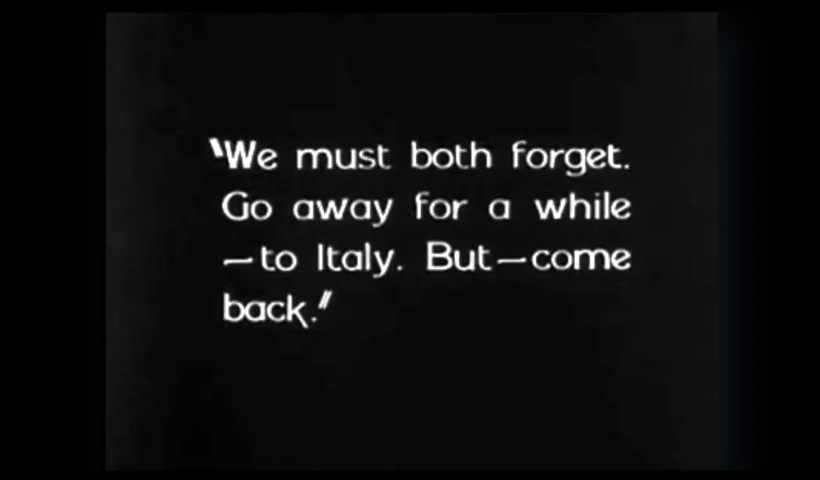 "We must both forget.
Go away for a while
—to Italy. But—come
back."